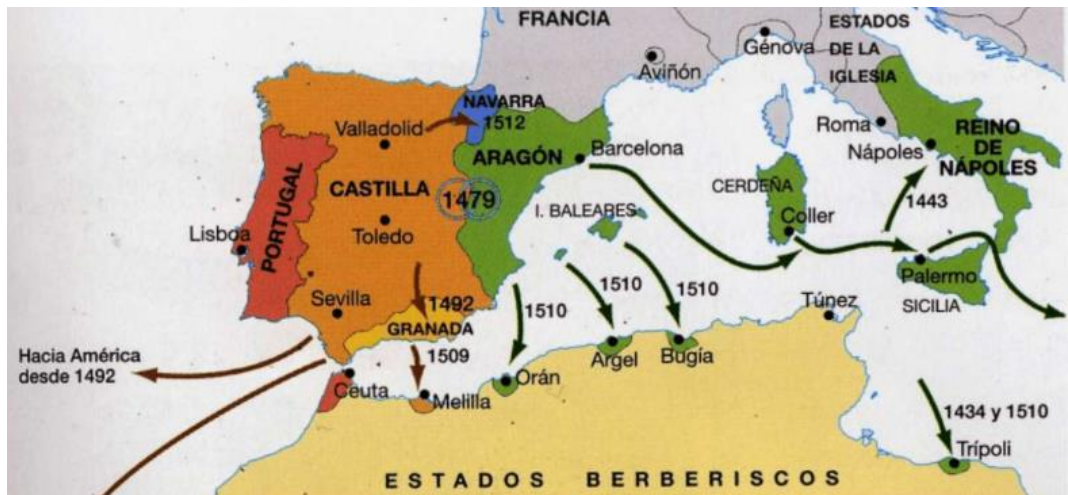 FRANCIA
ESTADOS
DE LA
IGLESIA
Génova
Aviñón
NAVARRA
1512
Valladolid
Roma
REINO
DE
NÁPOLES
Nápoles
Barcelona
ARAGÓN
CASTILLA
1479
CERDEÑA
1443
I. BALEARES
Coller
PORTUGAL
Lisboa
Toledo
Palermo
SICILIA
Sevilla
1492
GRANADA
1510
1510
1510
Túnez
Hacia América
desde 1492
1509
Argel
Bugía
Ceuta
Melilla
Orán
1434 y 1510
Trípoli
ESTADOS BERBERISCOS